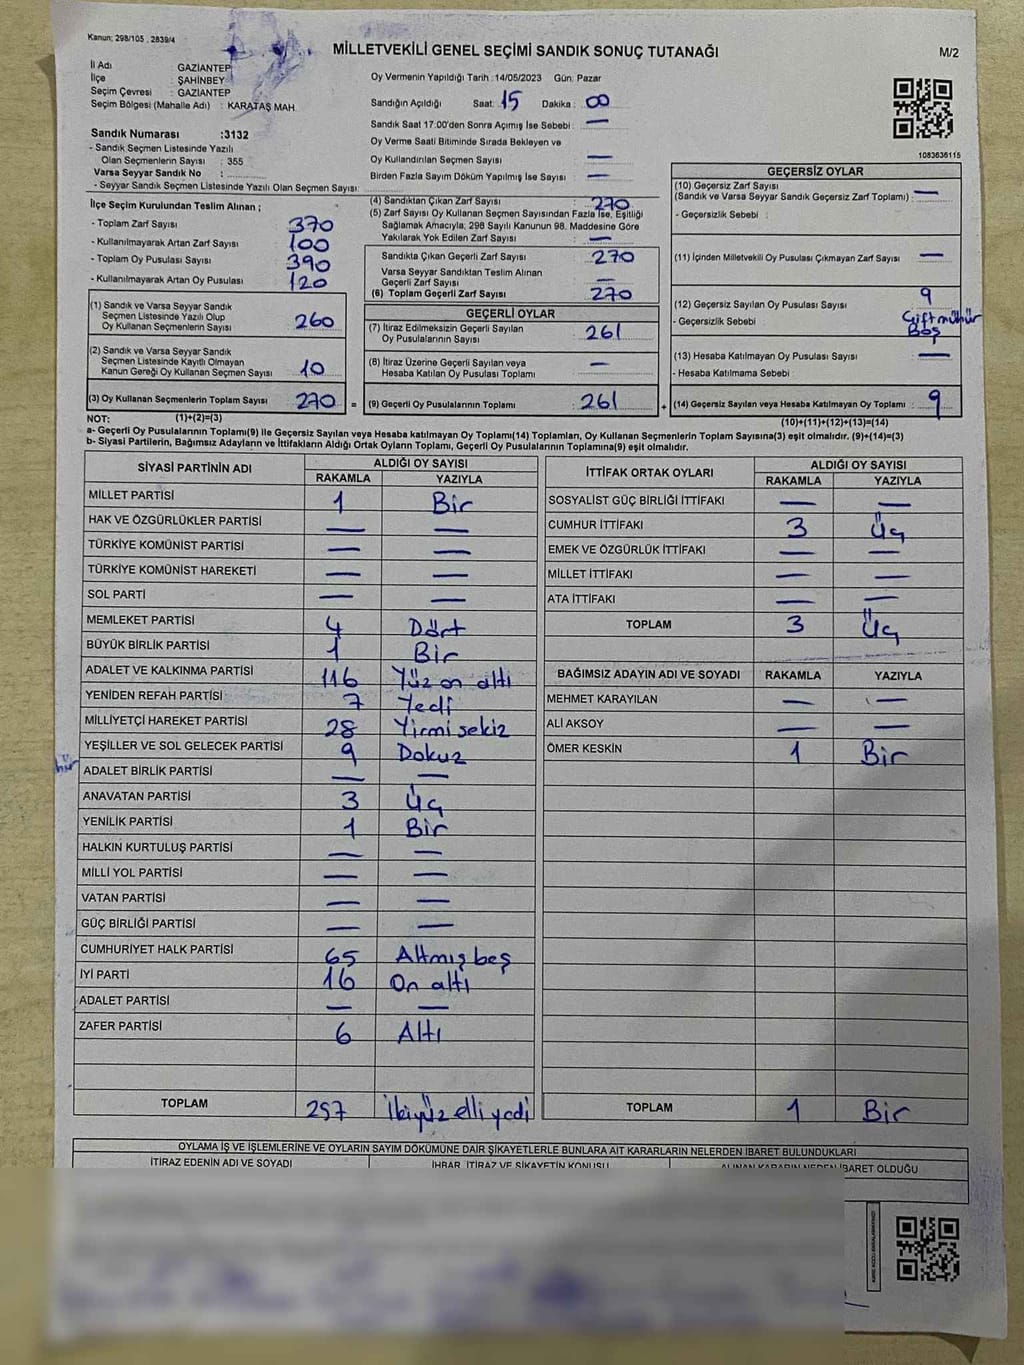 Kanun; 298/105 , 2839/4
MİLLETVEKİLİ GENEL SEÇİMİ SANDIK SONUÇ TUTANAĞI
M/2
İl Adı : GAZİANTEP
İlçe : ŞAHİNBEY
Seçim Çevresi : GAZİANTEP
Seçim Bölgesi (Mahalle Adı) : KARATAŞ MAH.
Oy Vermenin Yapıldığı Tarih :14/05/2023 Gün: Pazar
Sandığın Açıldığı Saat: 15 Dakika : 00
Sandık Saat 17:00'den Sonra Açımış İse Sebebi : —
Oy Verme Saati Bitiminde Sırada Bekleyen ve
Oy Kullandırılan Seçmen Sayısı : —
Birden Fazla Sayım Döküm Yapılmış İse Sayısı : —
1083636115
Sandık Numarası :3132
- Sandık Seçmen Listesinde Yazılı
Olan Seçmenlerin Sayısı : 355
Varsa Seyyar Sandık No :
- Seyyar Sandık Seçmen Listesinde Yazılı Olan Seçmen Sayısı:
İlçe Seçim Kurulundan Teslim Alınan ;
- Toplam Zarf Sayısı : 370
- Kullanılmayarak Artan Zarf Sayısı : 100
- Toplam Oy Pusulası Sayısı : 390
- Kullanılmayarak Artan Oy Pusulası : 120
(1) Sandık ve Varsa Seyyar Sandık
Seçmen Listesinde Yazılı Olup
Oy Kullanan Seçmenlerin Sayısı : 260
(2) Sandık ve Varsa Seyyar Sandık
Seçmen Listesinde Kayıtlı Olmayan
Kanun Gereği Oy Kullanan Seçmen Sayısı : 10
(3) Oy Kullanan Seçmenlerin Toplam Sayısı : 270 =
NOT: (1)+(2)=(3)
(4) Sandıktan Çıkan Zarf Sayısı : 270
(5) Zarf Sayısı Oy Kullanan Seçmen Sayısından Fazla İse, Eşitliği
Sağlamak Amacıyla, 298 Sayılı Kanunun 98. Maddesine Göre
Yakılarak Yok Edilen Zarf Sayısı : —
Sandıkta Çıkan Geçerli Zarf Sayısı : 270
Varsa Seyyar Sandıktan Teslim Alınan
Geçerli Zarf Sayısı : —
(6) Toplam Geçerli Zarf Sayısı : 270
GEÇERLİ OYLAR
(7) İtiraz Edilmeksizin Geçerli Sayılan
Oy Pusulalarının Sayısı : 261
(8) İtiraz Üzerine Geçerli Sayılan veya
Hesaba Katılan Oy Pusulası Toplamı : —
(9) Geçerli Oy Pusulalarının Toplamı : 261 +
GEÇERSİZ OYLAR
(10) Geçersiz Zarf Sayısı
(Sandık ve Varsa Seyyar Sandık Geçersiz Zarf Toplamı) : —
- Geçersizlik Sebebi :
(11) İçinden Milletvekili Oy Pusulası Çıkmayan Zarf Sayısı : —
(12) Geçersiz Sayılan Oy Pusulası Sayısı : 9
- Geçersizlik Sebebi : Çift mühür
Boş
(13) Hesaba Katılmayan Oy Pusulası Sayısı : —
- Hesaba Katılmama Sebebi :
(14) Geçersiz Sayılan veya Hesaba Katılmayan Oy Toplamı : 9
(10)+(11)+(12)+(13)=(14)
a- Geçerli Oy Pusulalarının Toplamı(9) ile Geçersiz Sayılan veya Hesaba katılmayan Oy Toplamı(14) Toplamları, Oy Kullanan Seçmenlerin Toplam Sayısına(3) eşit olmalıdır. (9)+(14)=(3)
b- Siyasi Partilerin, Bağımsız Adayların ve İttifakların Aldığı Ortak Oyların Toplamı, Geçerli Oy Pusulalarının Toplamına(9) eşit olmalıdır.
SİYASİ PARTİNİN ADI ALDIĞI OY SAYISI
RAKAMLA YAZIYLA
MİLLET PARTİSİ 1 Bir
HAK VE ÖZGÜRLÜKLER PARTİSİ — —
TÜRKİYE KOMÜNİST PARTİSİ — —
TÜRKİYE KOMÜNİST HAREKETİ — —
SOL PARTİ — —
MEMLEKET PARTİSİ 4 Dört
BÜYÜK BİRLİK PARTİSİ 1 Bir
ADALET VE KALKINMA PARTİSİ 116 Yüz on altı
YENİDEN REFAH PARTİSİ 7 Yedi
MİLLİYETÇİ HAREKET PARTİSİ 28 Yirmi sekiz
YEŞİLLER VE SOL GELECEK PARTİSİ 9 Dokuz
ADALET BİRLİK PARTİSİ — —
ANAVATAN PARTİSİ 3 Üç
YENİLİK PARTİSİ 1 Bir
HALKIN KURTULUŞ PARTİSİ — —
MİLLİ YOL PARTİSİ — —
VATAN PARTİSİ — —
GÜÇ BİRLİĞİ PARTİSİ — —
CUMHURİYET HALK PARTİSİ 65 Altmış beş
İYİ PARTİ 16 On altı
ADALET PARTİSİ — —
ZAFER PARTİSİ 6 Altı
TOPLAM 257 İkiyüz elli yedi
İTTİFAK ORTAK OYLARI ALDIĞI OY SAYISI
RAKAMLA YAZIYLA
SOSYALİST GÜÇ BİRLİĞİ İTTİFAKI — —
CUMHUR İTTİFAKI 3 Üç
EMEK VE ÖZGÜRLÜK İTTİFAKI — —
MİLLET İTTİFAKI — —
ATA İTTİFAKI — —
TOPLAM 3 Üç
BAĞIMSIZ ADAYIN ADI VE SOYADI RAKAMLA YAZIYLA
MEHMET KARAYILAN — —
ALİ AKSOY — —
ÖMER KESKİN 1 Bir
TOPLAM 1 Bir
OYLAMA İŞ VE İŞLEMLERİNE VE OYLARIN SAYIM DÖKÜMÜNE DAİR ŞİKAYETLERLE BUNLARA AİT KARARLARIN NELERDEN İBARET BULUNDUKLARI
İTİRAZ EDENİN ADI VE SOYADI İHBAR, İTİRAZ VE ŞİKAYETİN KONUSU ALINAN KARARIN NEDEN İBARET OLDUĞU